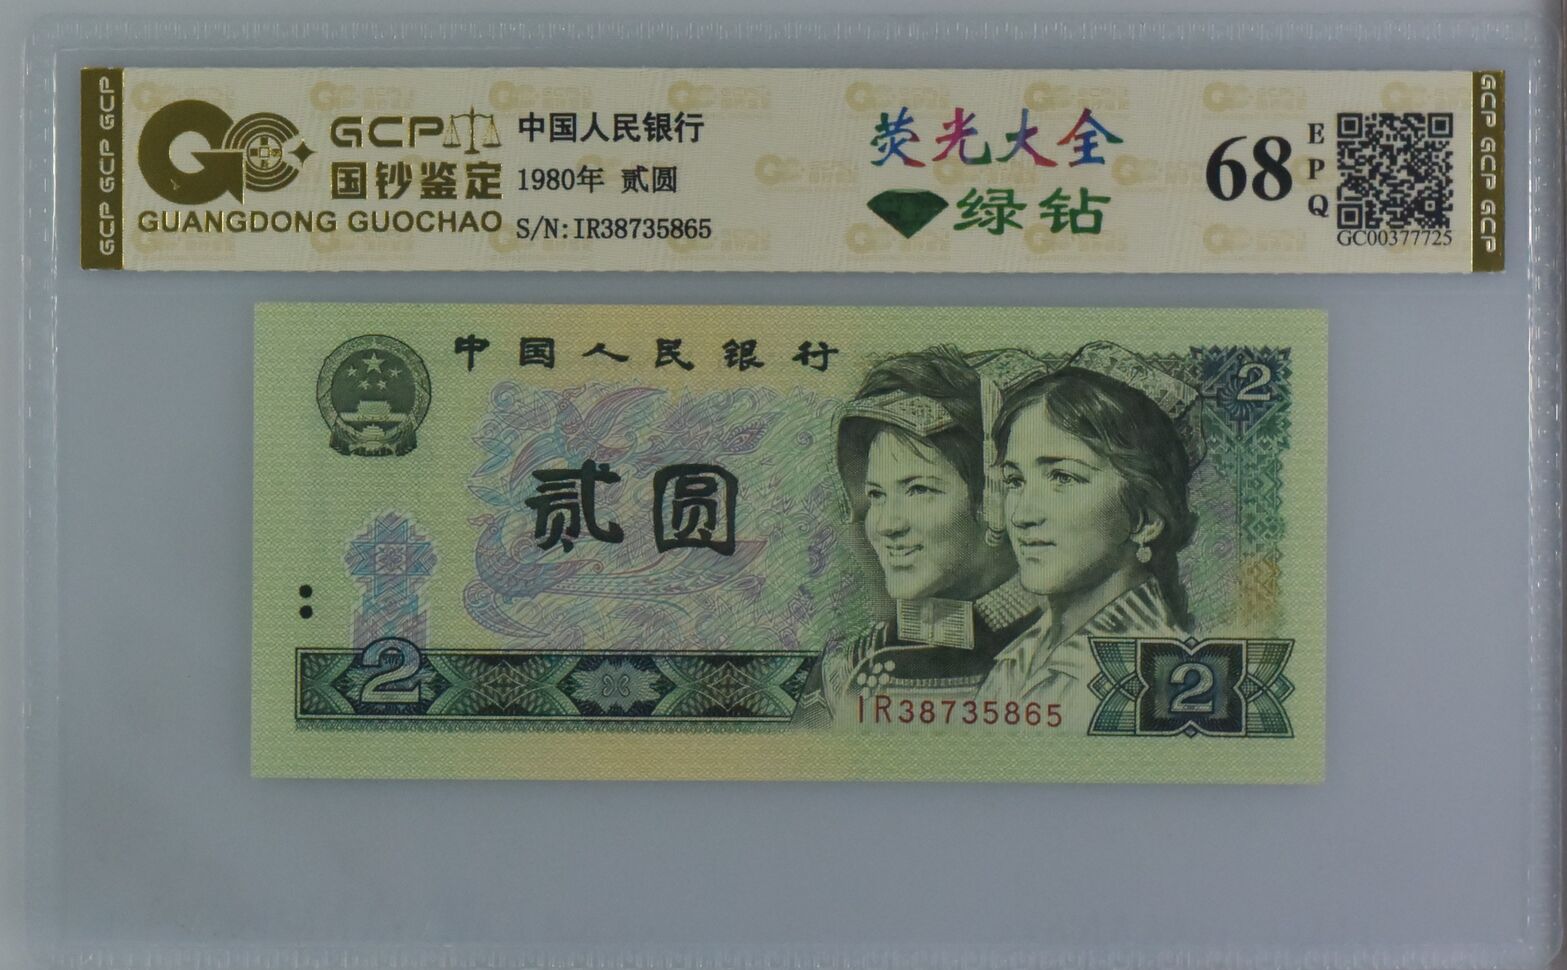 GCP GCP GCP
GCP
国钞鉴定
GUANGDONG GUOCHAO
中国人民银行
1980年 贰圆
S/N:IR38735865
荧光大全
绿钻
68
EPQ
GC00377725
GCP GCP GCP
中国人民银行
2
贰圆
2
IR38735865
2